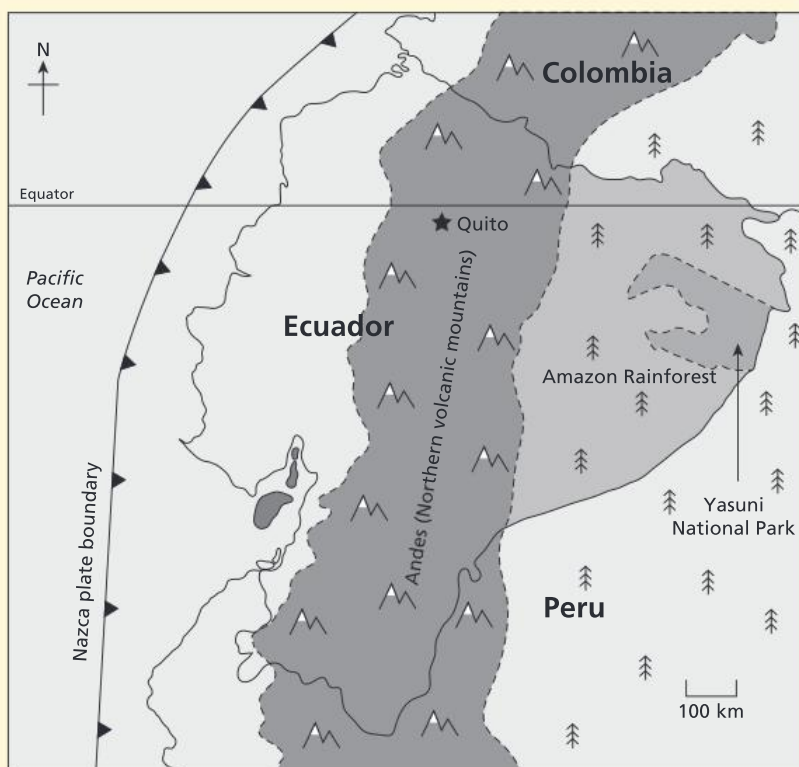 N
Colombia
Equator
Quito
Pacific
Ocean
Ecuador
Andes (Northern volcanic mountains)
Amazon Rainforest
Nazca plate boundary
Yasuni
National Park
Peru
100 km